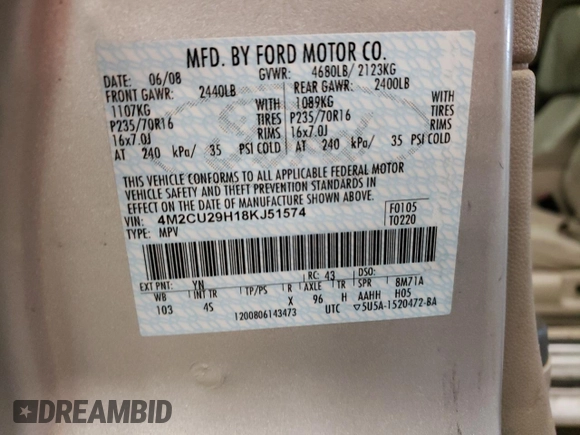 MFD. BY FORD MOTOR CO.
DATE: 06/08 GVWR: 4680LB/ 2123KG
FRONT GAWR: 2440LB REAR GAWR: 2400LB
1107KG WITH 1089KG WITH
P235/70R16 TIRES P235/70R16 TIRES
16x7.0J RIMS 16x7.0J RIMS
AT 240 kPa/ 35 PSI COLD AT 240 kPa/ 35 PSI COLD
THIS VEHICLE CONFORMS TO ALL APPLICABLE FEDERAL MOTOR
VEHICLE SAFETY AND THEFT PREVENTION STANDARDS IN
EFFECT ON THE DATE OF MANUFACTURE SHOWN ABOVE.
VIN: 4M2CU29H18KJ51574 F0105
TYPE: MPV T0220
EXT PNT: YN RC: 43 DSO:
WB INT TR TP/PS R AXLE TR SPR 8M71A
103 4S X 96 H AAHH H05
1200806143473 UTC ▽5U5A-1520472-BA
DREAMBID